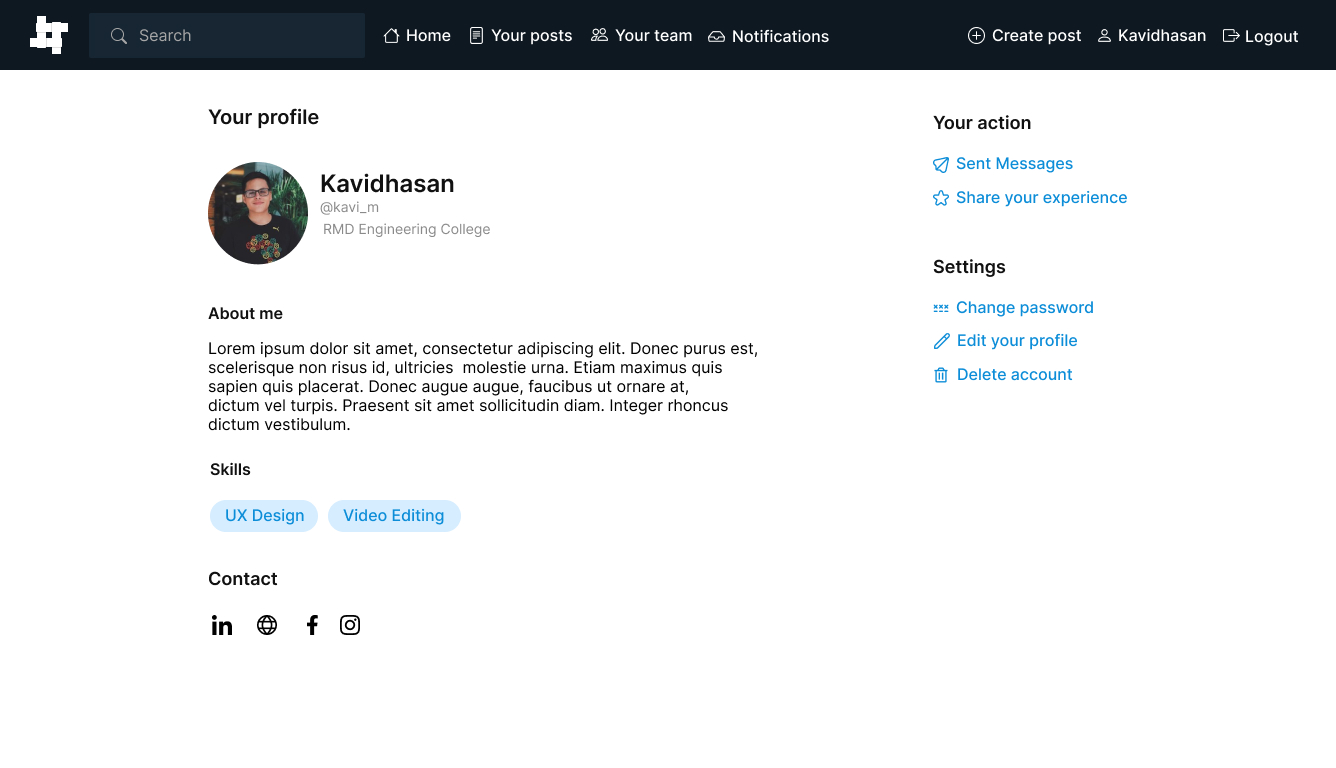 Search
Home
Your posts
Your team
Notifications
Create post
Kavidhasan
Logout
Your profile
Kavidhasan
@kavi_m
RMD Engineering College
About me
Lorem ipsum dolor sit amet, consectetur adipiscing elit. Donec purus est,
scelerisque non risus id, ultricies  molestie urna. Etiam maximus quis
sapien quis placerat. Donec augue augue, faucibus ut ornare at,
dictum vel turpis. Praesent sit amet sollicitudin diam. Integer rhoncus
dictum vestibulum.
Skills
UX Design
Video Editing
Contact
Your action
Sent Messages
Share your experience
Settings
Change password
Edit your profile
Delete account